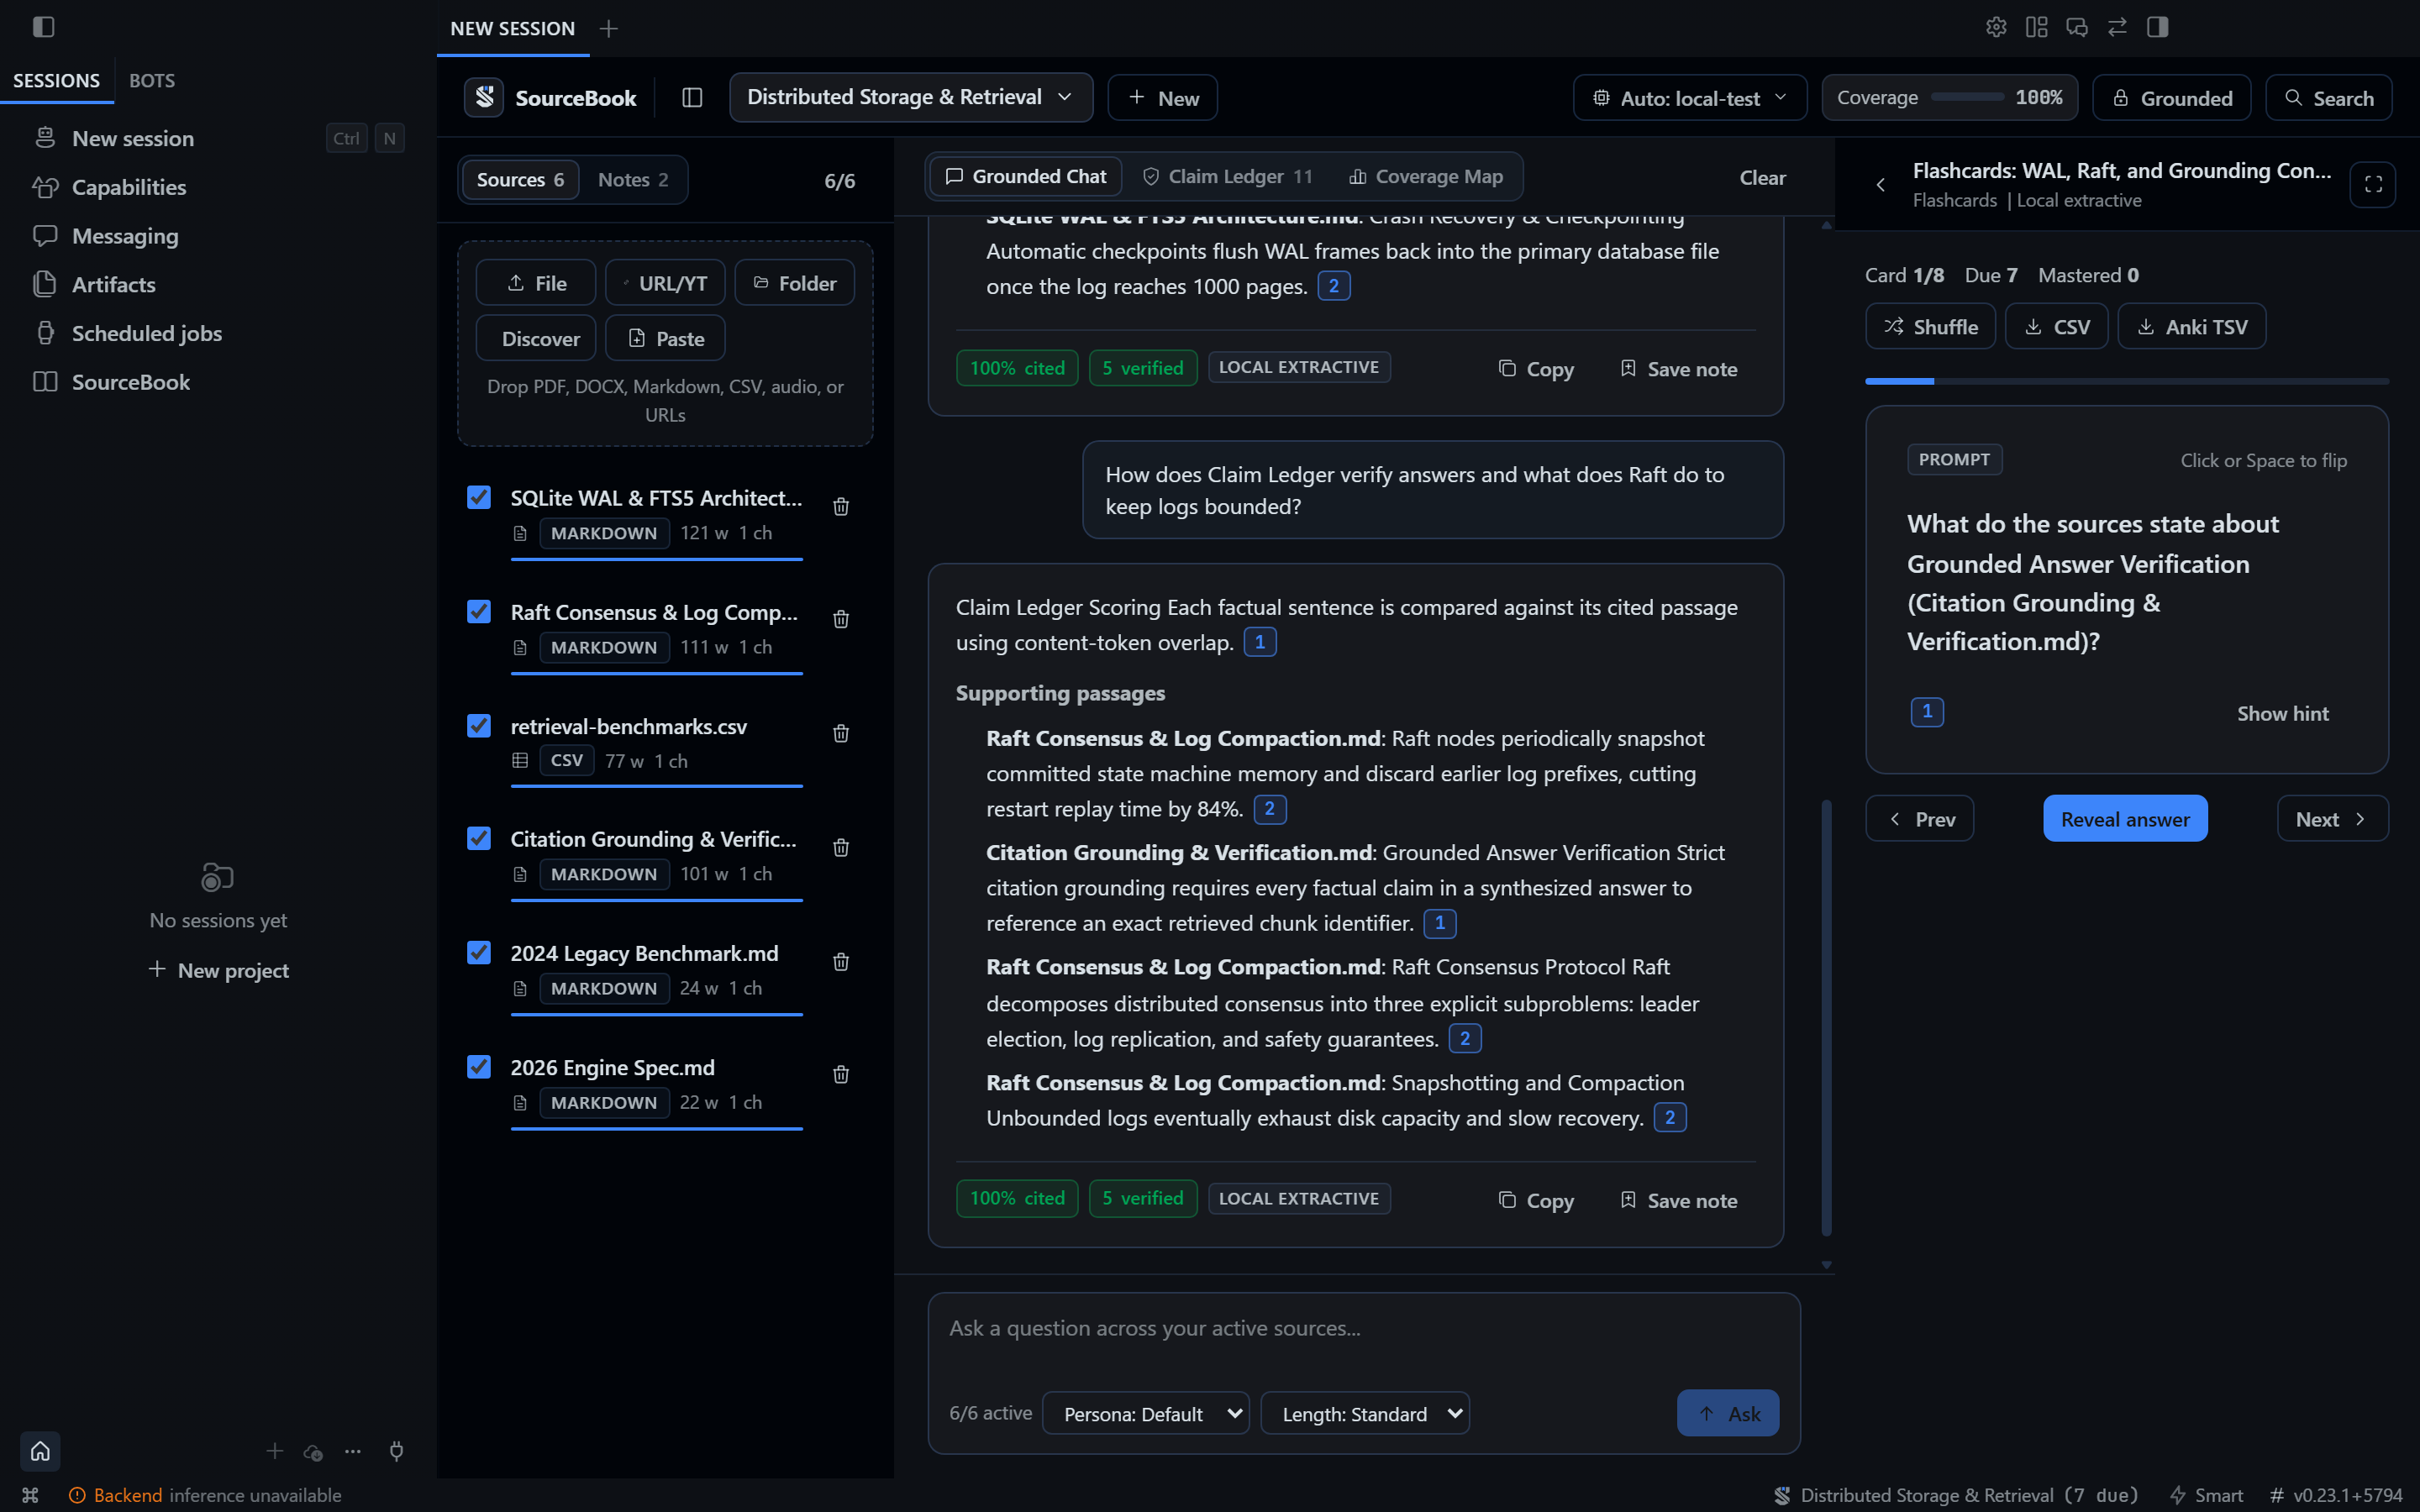 NEW SESSION
SESSIONS
BOTS
New session
Ctrl
N
Capabilities
Messaging
Artifacts
Scheduled jobs
SourceBook
No sessions yet
New project
SourceBook
Distributed Storage & Retrieval
New
Auto: local-test
Coverage
100%
Grounded
Search
Sources 6
Notes 2
6/6
File
URL/YT
Folder
Discover
Paste
Drop PDF, DOCX, Markdown, CSV, audio, or
URLs
SQLite WAL & FTS5 Architect...
MARKDOWN 121 w 1 ch
Raft Consensus & Log Comp...
MARKDOWN 111 w 1 ch
retrieval-benchmarks.csv
CSV 77 w 1 ch
Citation Grounding & Verific...
MARKDOWN 101 w 1 ch
2024 Legacy Benchmark.md
MARKDOWN 24 w 1 ch
2026 Engine Spec.md
MARKDOWN 22 w 1 ch
Grounded Chat
Claim Ledger 11
Coverage Map
Clear
SQLite WAL & FTS5 Architecture.md: Crash Recovery & Checkpointing
Automatic checkpoints flush WAL frames back into the primary database file
once the log reaches 1000 pages. 2
100% cited
5 verified
LOCAL EXTRACTIVE
Copy
Save note
How does Claim Ledger verify answers and what does Raft do to
keep logs bounded?
Claim Ledger Scoring Each factual sentence is compared against its cited passage
using content-token overlap. 1
Supporting passages
Raft Consensus & Log Compaction.md: Raft nodes periodically snapshot
committed state machine memory and discard earlier log prefixes, cutting
restart replay time by 84%. 2
Citation Grounding & Verification.md: Grounded Answer Verification Strict
citation grounding requires every factual claim in a synthesized answer to
reference an exact retrieved chunk identifier. 1
Raft Consensus & Log Compaction.md: Raft Consensus Protocol Raft
decomposes distributed consensus into three explicit subproblems: leader
election, log replication, and safety guarantees. 2
Raft Consensus & Log Compaction.md: Snapshotting and Compaction
Unbounded logs eventually exhaust disk capacity and slow recovery. 2
100% cited
5 verified
LOCAL EXTRACTIVE
Copy
Save note
Ask a question across your active sources...
6/6 active
Persona: Default
Length: Standard
Ask
Flashcards: WAL, Raft, and Grounding Con...
Flashcards | Local extractive
Card 1/8 Due 7 Mastered 0
Shuffle
CSV
Anki TSV
PROMPT
Click or Space to flip
What do the sources state about
Grounded Answer Verification
(Citation Grounding &
Verification.md)?
1
Show hint
Prev
Reveal answer
Next
Backend inference unavailable
Distributed Storage & Retrieval (7 due)
Smart
# v0.23.1+5794